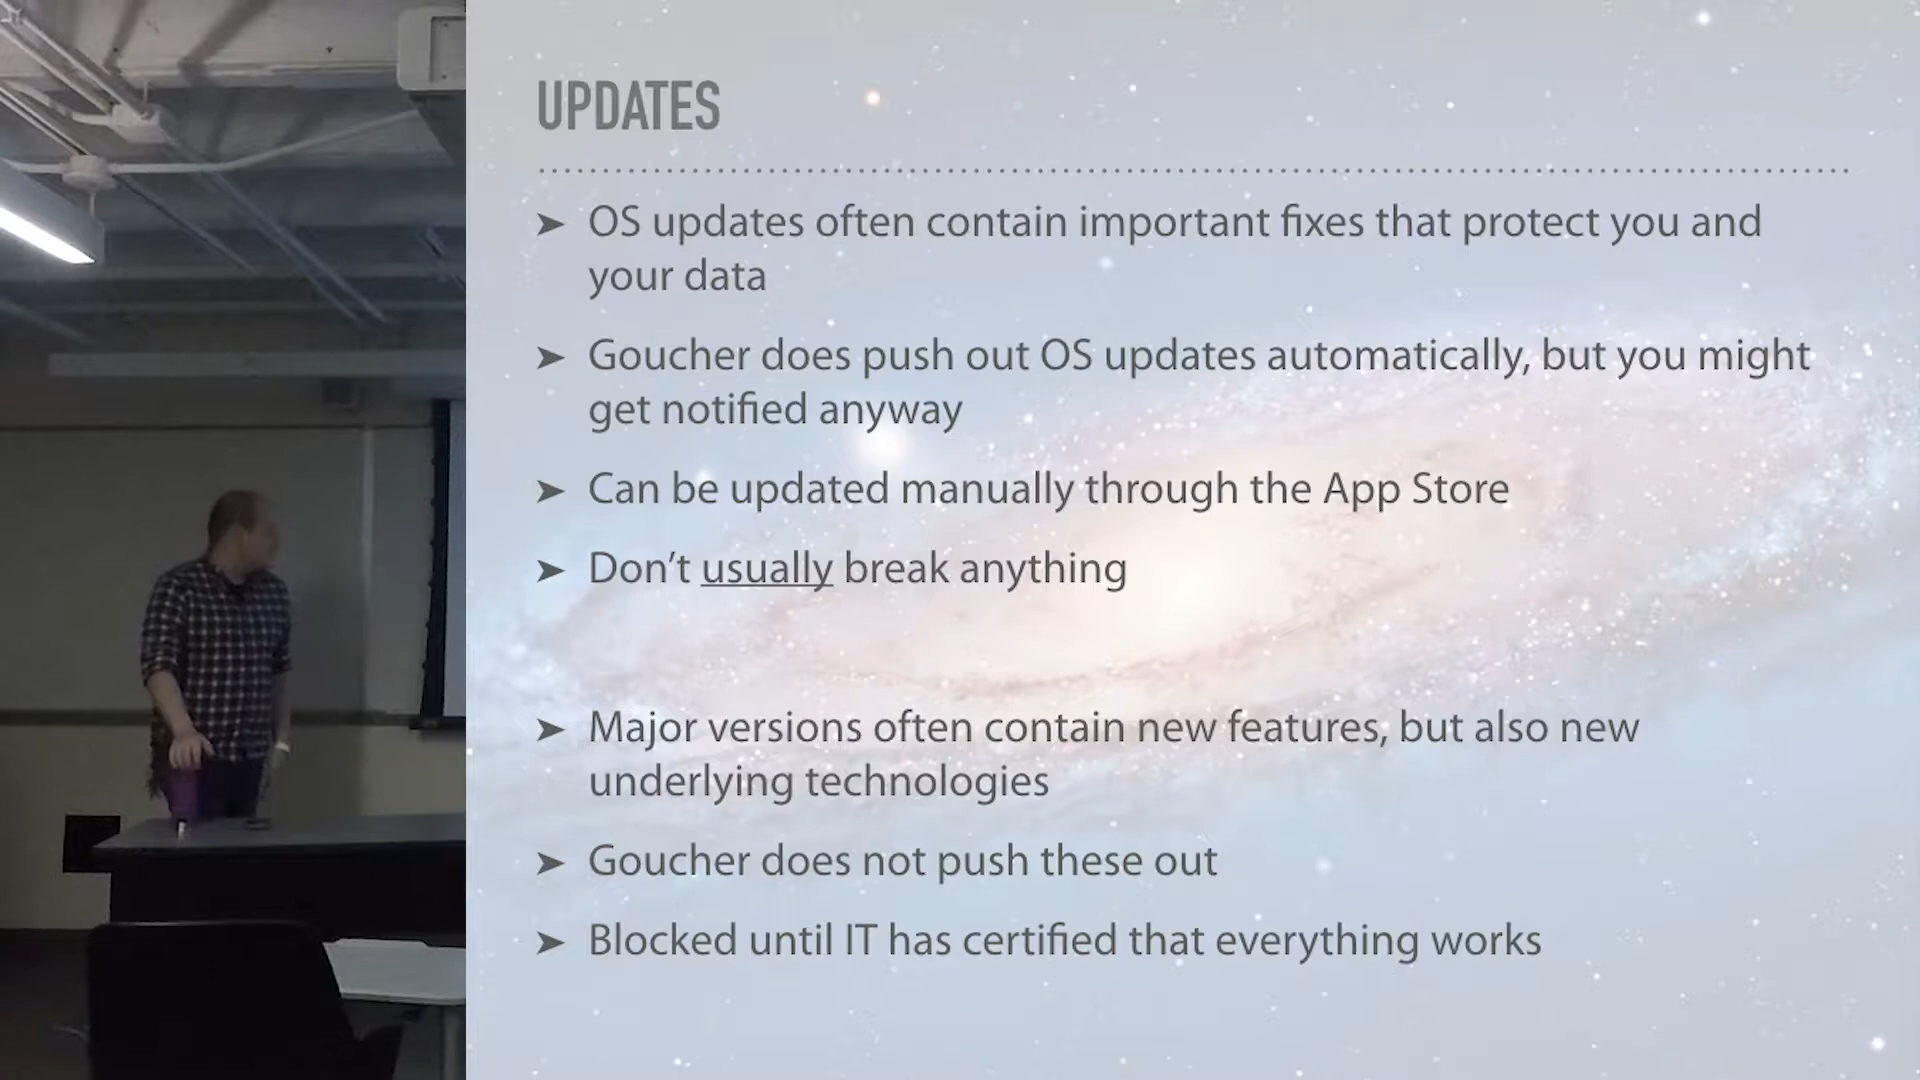 UPDATES
➤ OS updates often contain important fixes that protect you and
your data
➤ Goucher does push out OS updates automatically, but you might
get notified anyway
➤ Can be updated manually through the App Store
➤ Don’t usually break anything
➤ Major versions often contain new features, but also new
underlying technologies
➤ Goucher does not push these out
➤ Blocked until IT has certified that everything works